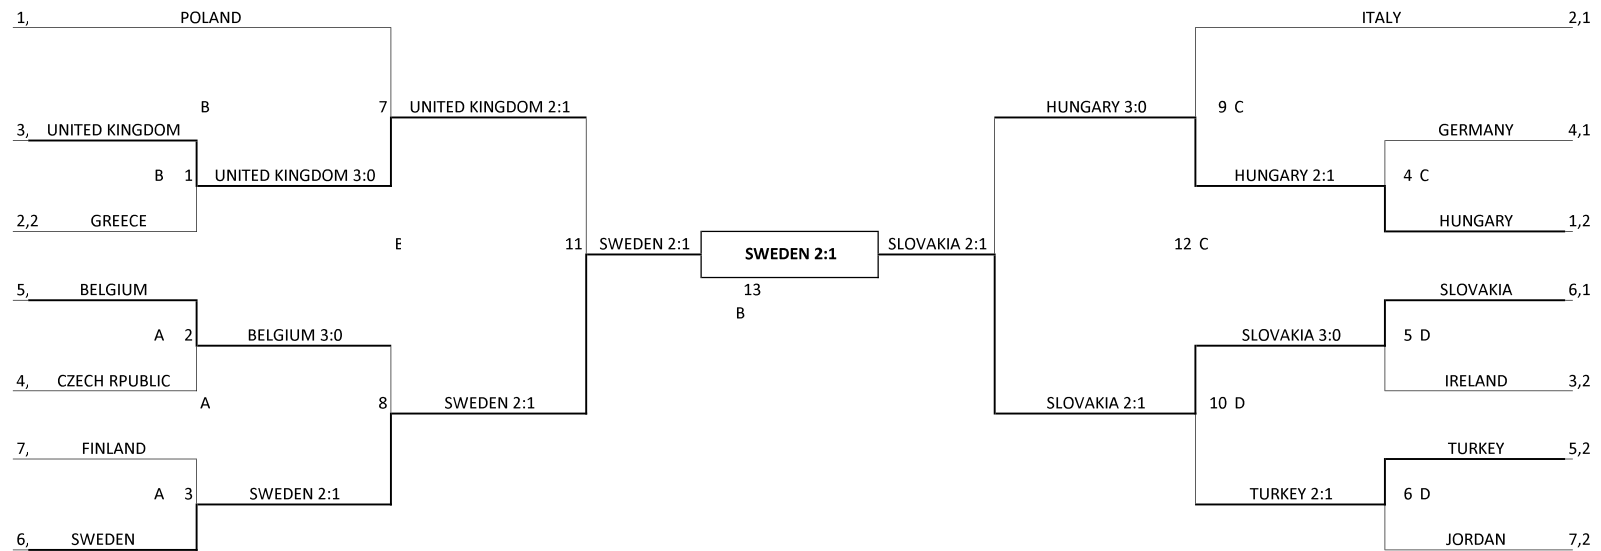 1, POLAND ITALY 2,1
B 7 UNITED KINGDOM 2:1 HUNGARY 3:0 9 C
3, UNITED KINGDOM GERMANY 4,1
B 1 UNITED KINGDOM 3:0 HUNGARY 2:1 4 C
2,2 GREECE HUNGARY 1,2
11 SWEDEN 2:1 SWEDEN 2:1 SLOVAKIA 2:1 12 C
5, BELGIUM 13 SLOVAKIA 6,1
B
A 2 BELGIUM 3:0 SLOVAKIA 3:0 5 D
4, CZECH RPUBLIC IRELAND 3,2
A 8 SWEDEN 2:1 SLOVAKIA 2:1 10 D
7, FINLAND TURKEY 5,2
A 3 SWEDEN 2:1 TURKEY 2:1 6 D
6, SWEDEN JORDAN 7,2